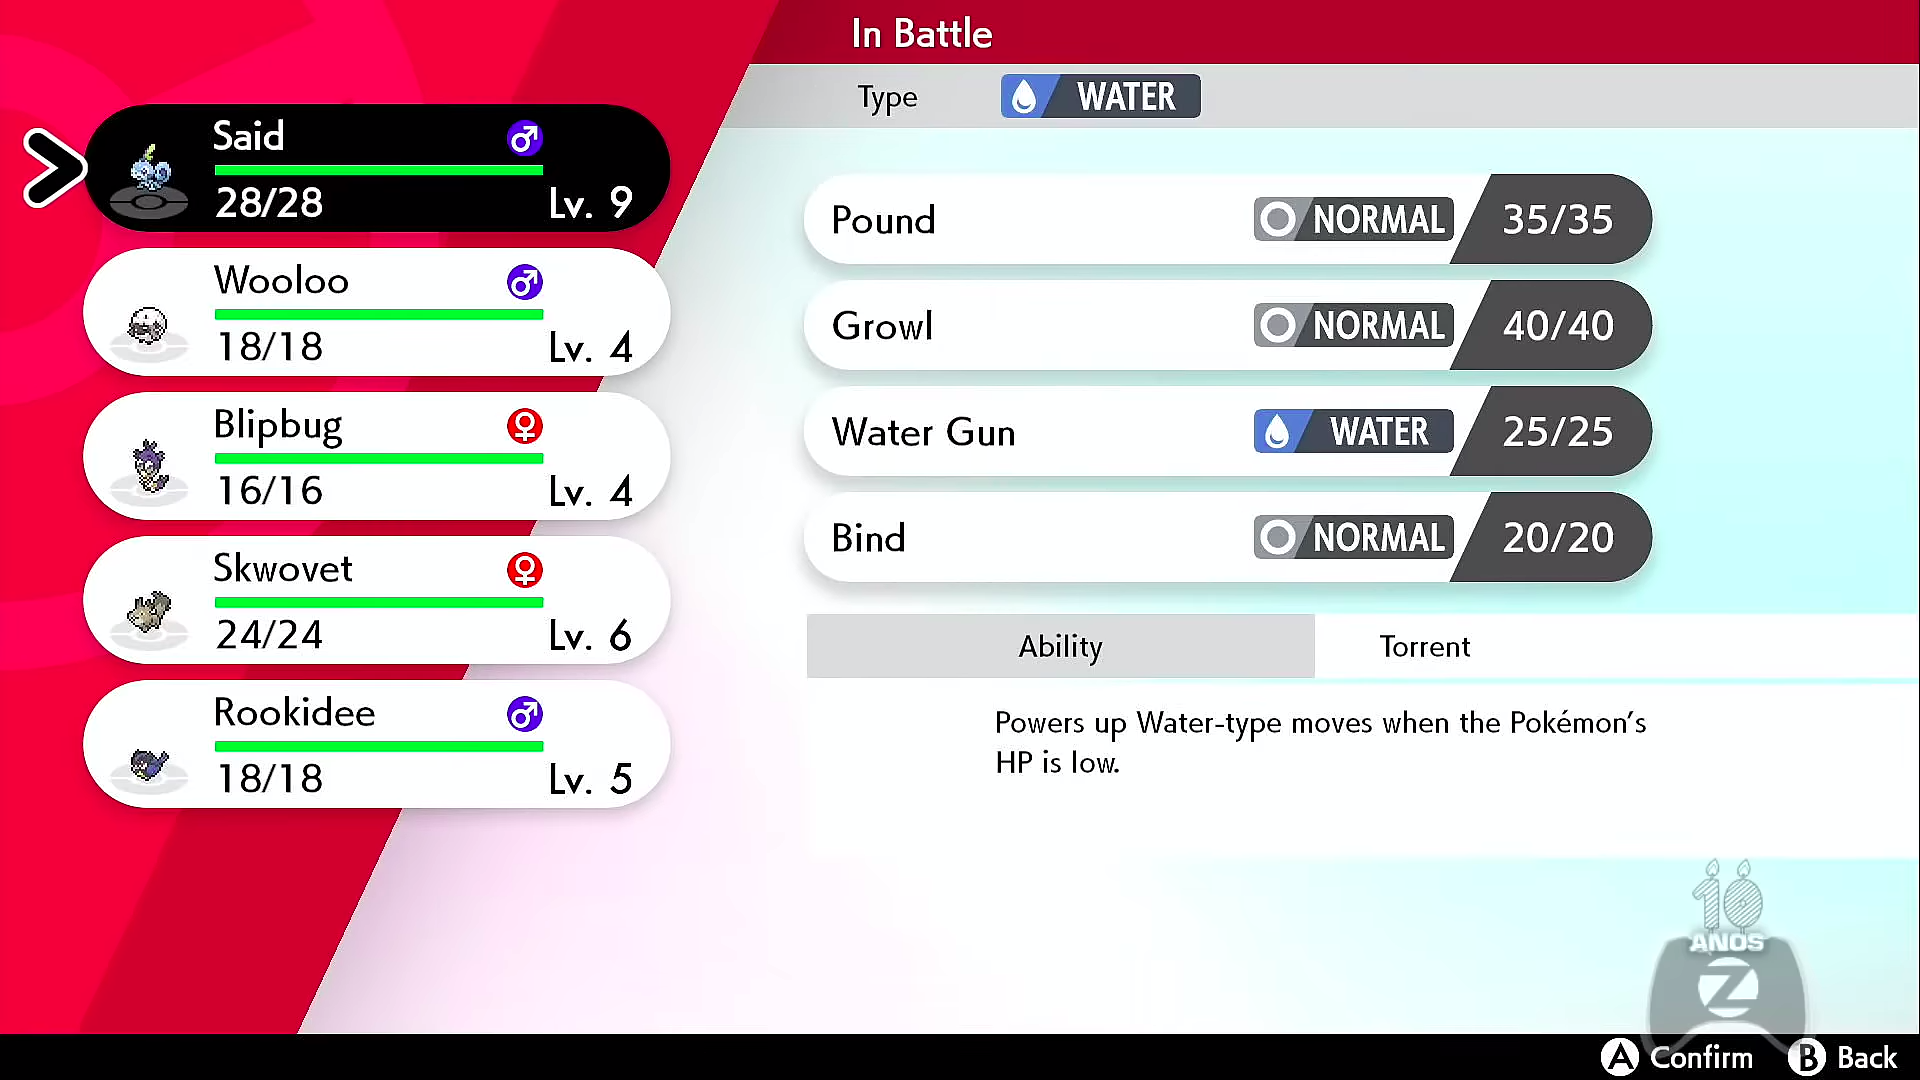 In Battle
Type WATER
Said
28/28 Lv. 9
Wooloo
18/18 Lv. 4
Blipbug
16/16 Lv. 4
Skwovet
24/24 Lv. 6
Rookidee
18/18 Lv. 5
Pound NORMAL 35/35
Growl NORMAL 40/40
Water Gun WATER 25/25
Bind NORMAL 20/20
Ability Torrent
Powers up Water-type moves when the Pokémon's
HP is low.
10
ANOS
Z
A Confirm B Back